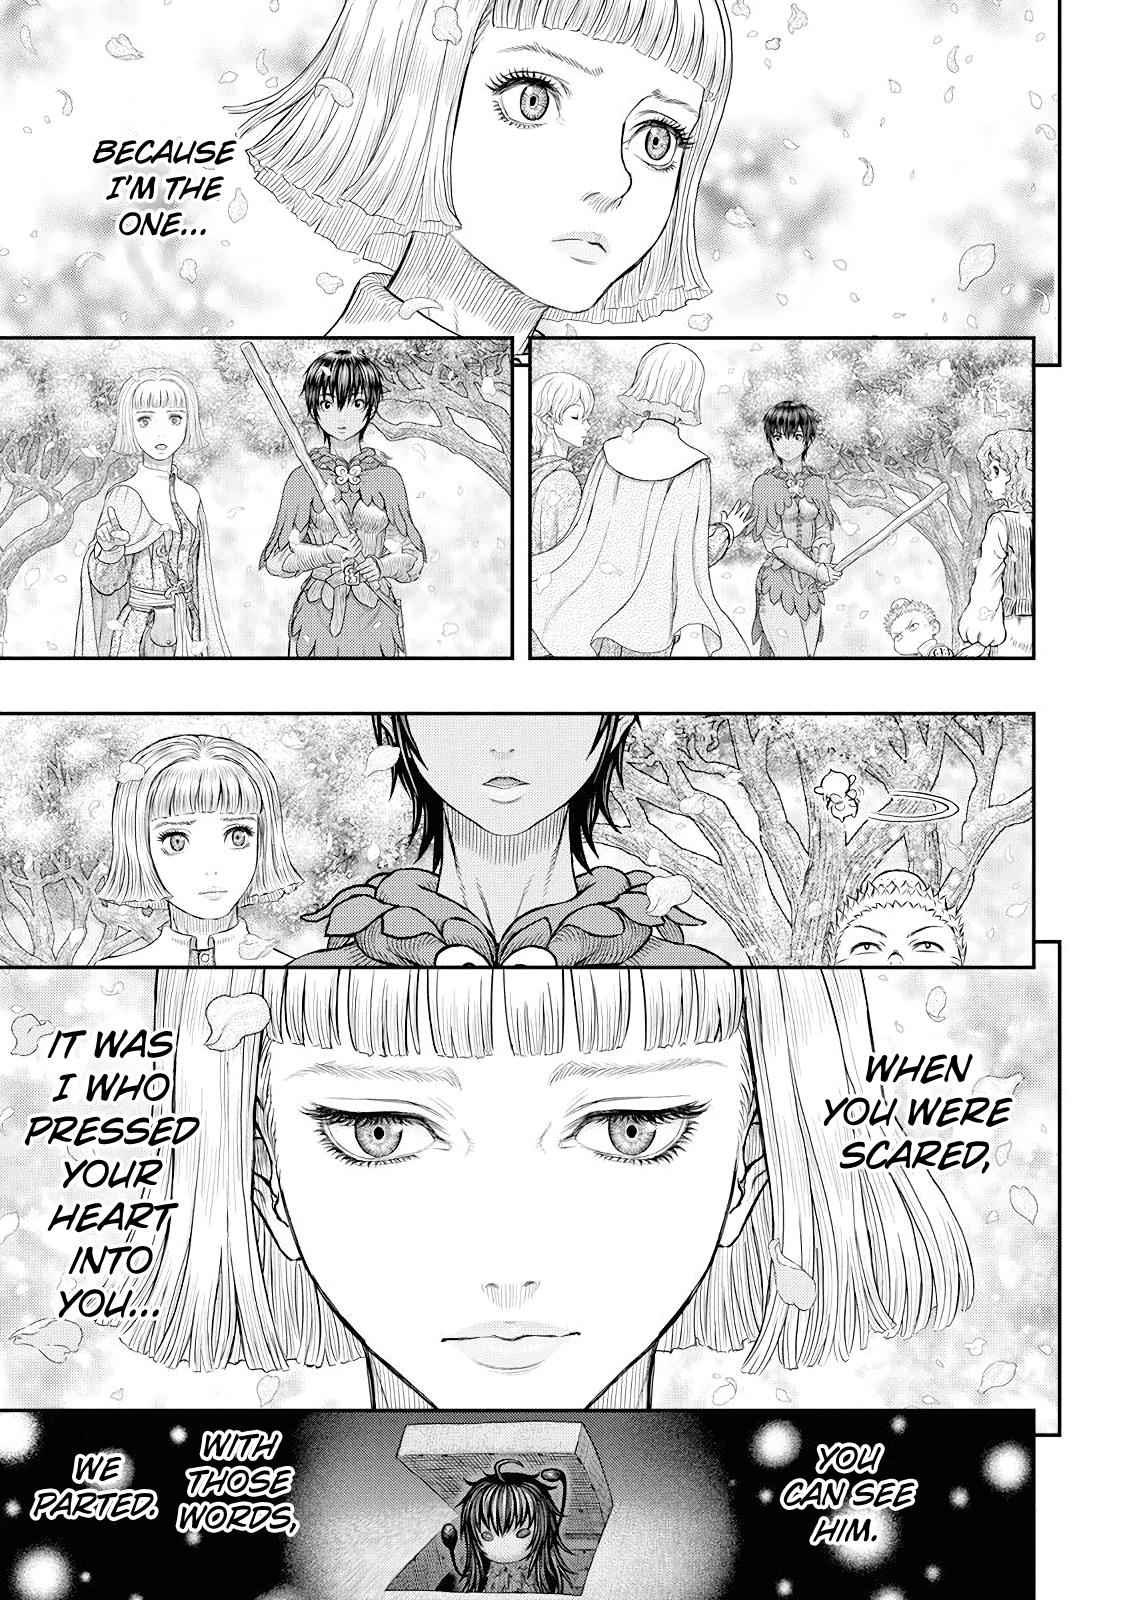 BECAUSE
I'M THE
ONE...
WHEN
YOU WERE
SCARED,
IT WAS
I WHO
PRESSED
YOUR
HEART
INTO
YOU...
YOU
CAN SEE
HIM.
WITH
THOSE
WORDS,
WE
PARTED.